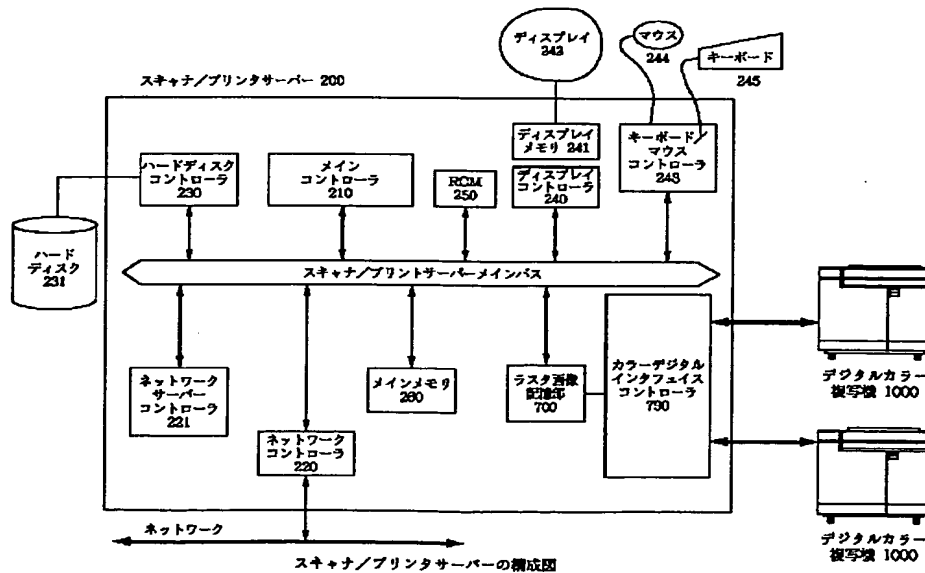 ディスプレイ
242
マウス
244
キーボード
245
スキャナ/プリンタサーバー 200
ハードディスク
コントローラ
230
メイン
コントローラ
210
RCM
250
ディスプレイ
メモリ 241
ディスプレイ
コントローラ
240
キーボード
マウス
コントローラ
243
ハード
ディスク
231
スキャナ/プリントサーバーメインバス
ネットワーク
サーバー
コントローラ
221
ネットワーク
コントローラ
220
メインメモリ
260
ラスタ画像
記憶部
700
カラーデジタル
インタフェイス
コントローラ
790
デジタルカラー
複写機 1000
デジタルカラー
複写機 1000
ネットワーク
スキャナ/プリンタサーバーの構成図